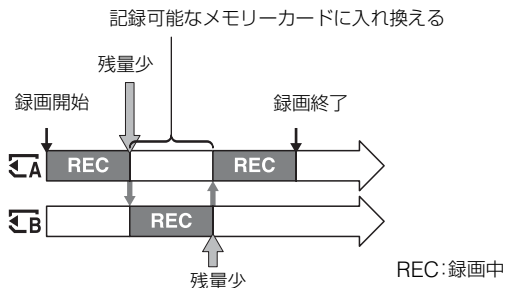 記録可能なメモリーカードに入れ換える
残量少
録画開始
録画終了
A REC REC
B REC
残量少
REC:録画中